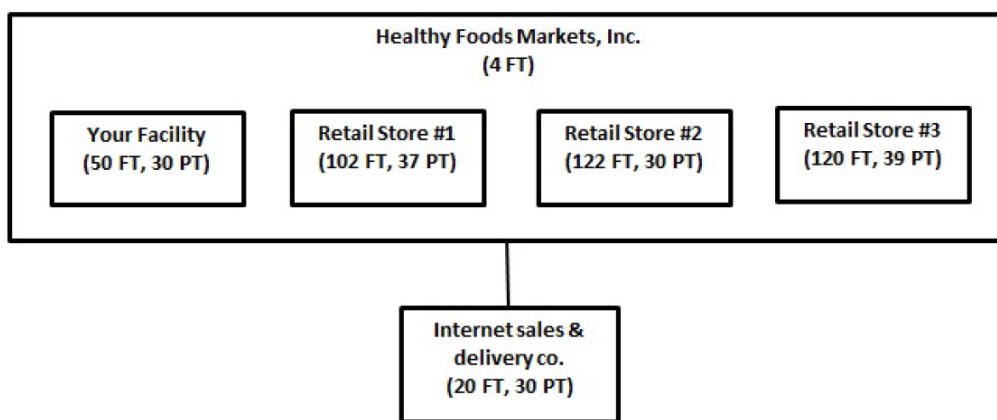 Healthy Foods Markets, Inc.
(4 FT)
Your Facility
(50 FT, 30 PT)
Retail Store #1
(102 FT, 37 PT)
Retail Store #2
(122 FT, 30 PT)
Retail Store #3
(120 FT, 39 PT)
Internet sales &
delivery co.
(20 FT, 30 PT)